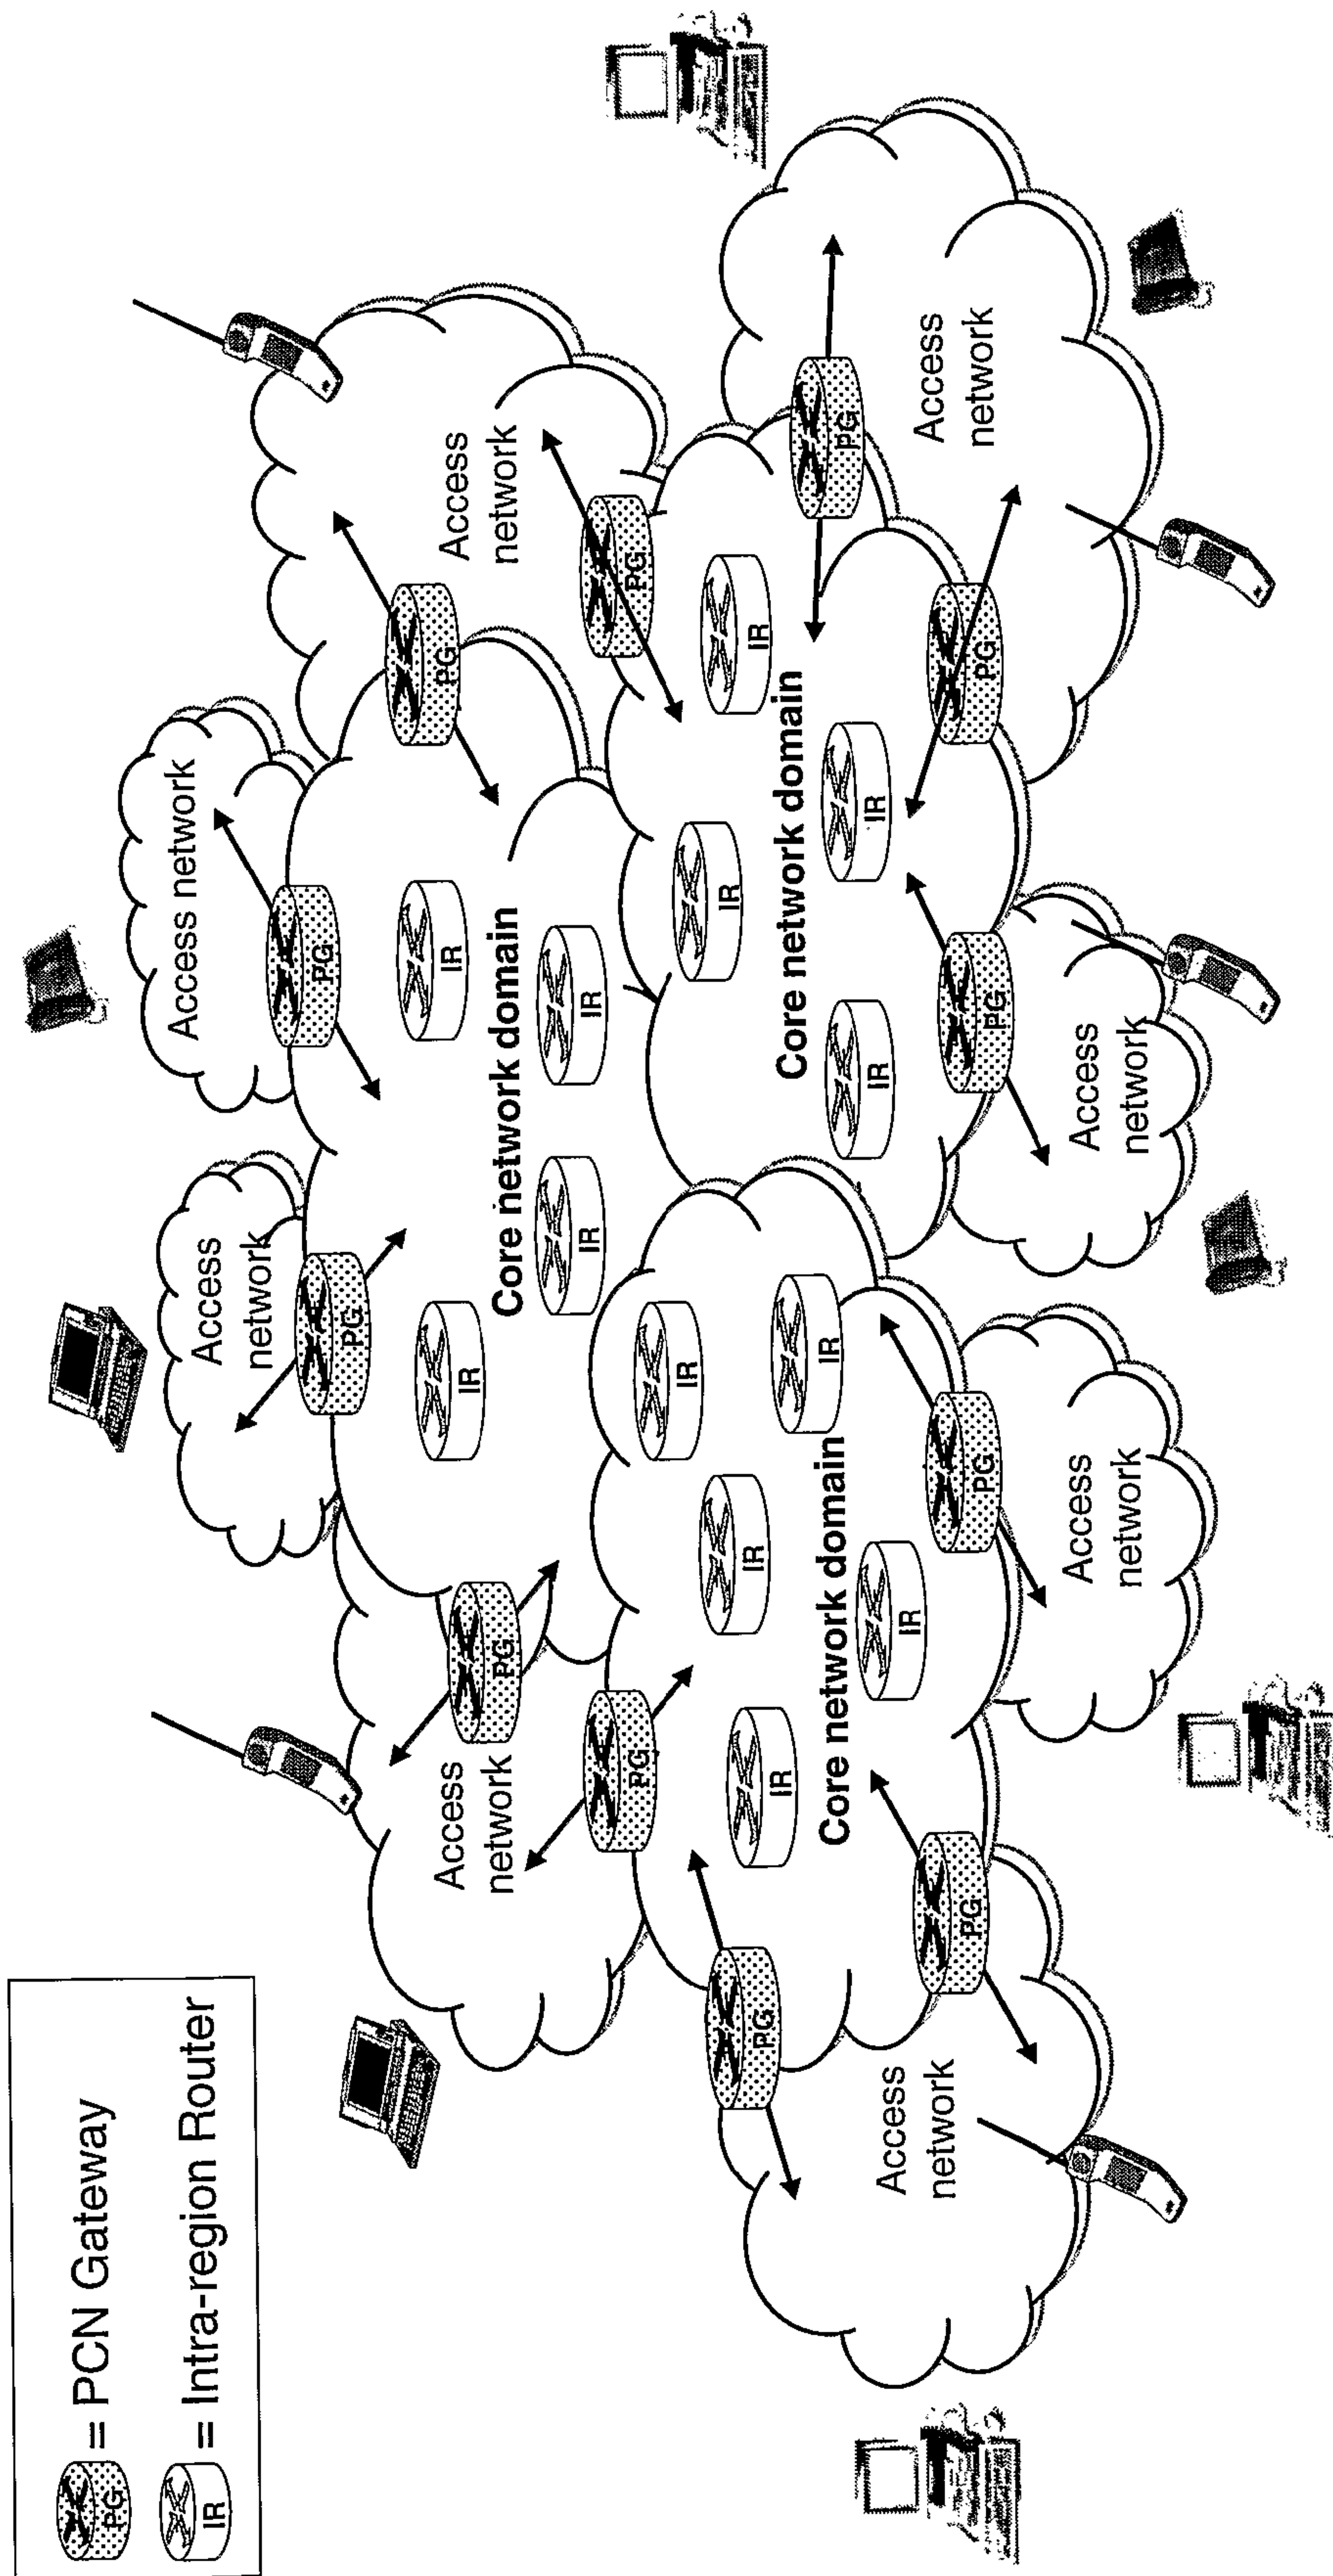 PG = PCN Gateway
IR = Intra-region Router
Access network
Access
network
PG
PG
Access
network
Access
network
PG
PG
IR
IR
Core network domain
IR
IR
PG
PG
IR
IR
IR
IR
PG
IR
Core network domain
IR
Core network domain
IR
PG
IR
IR
IR
Access
network
Access
network
PG
PG
PG
PG
Access
network
Access
network